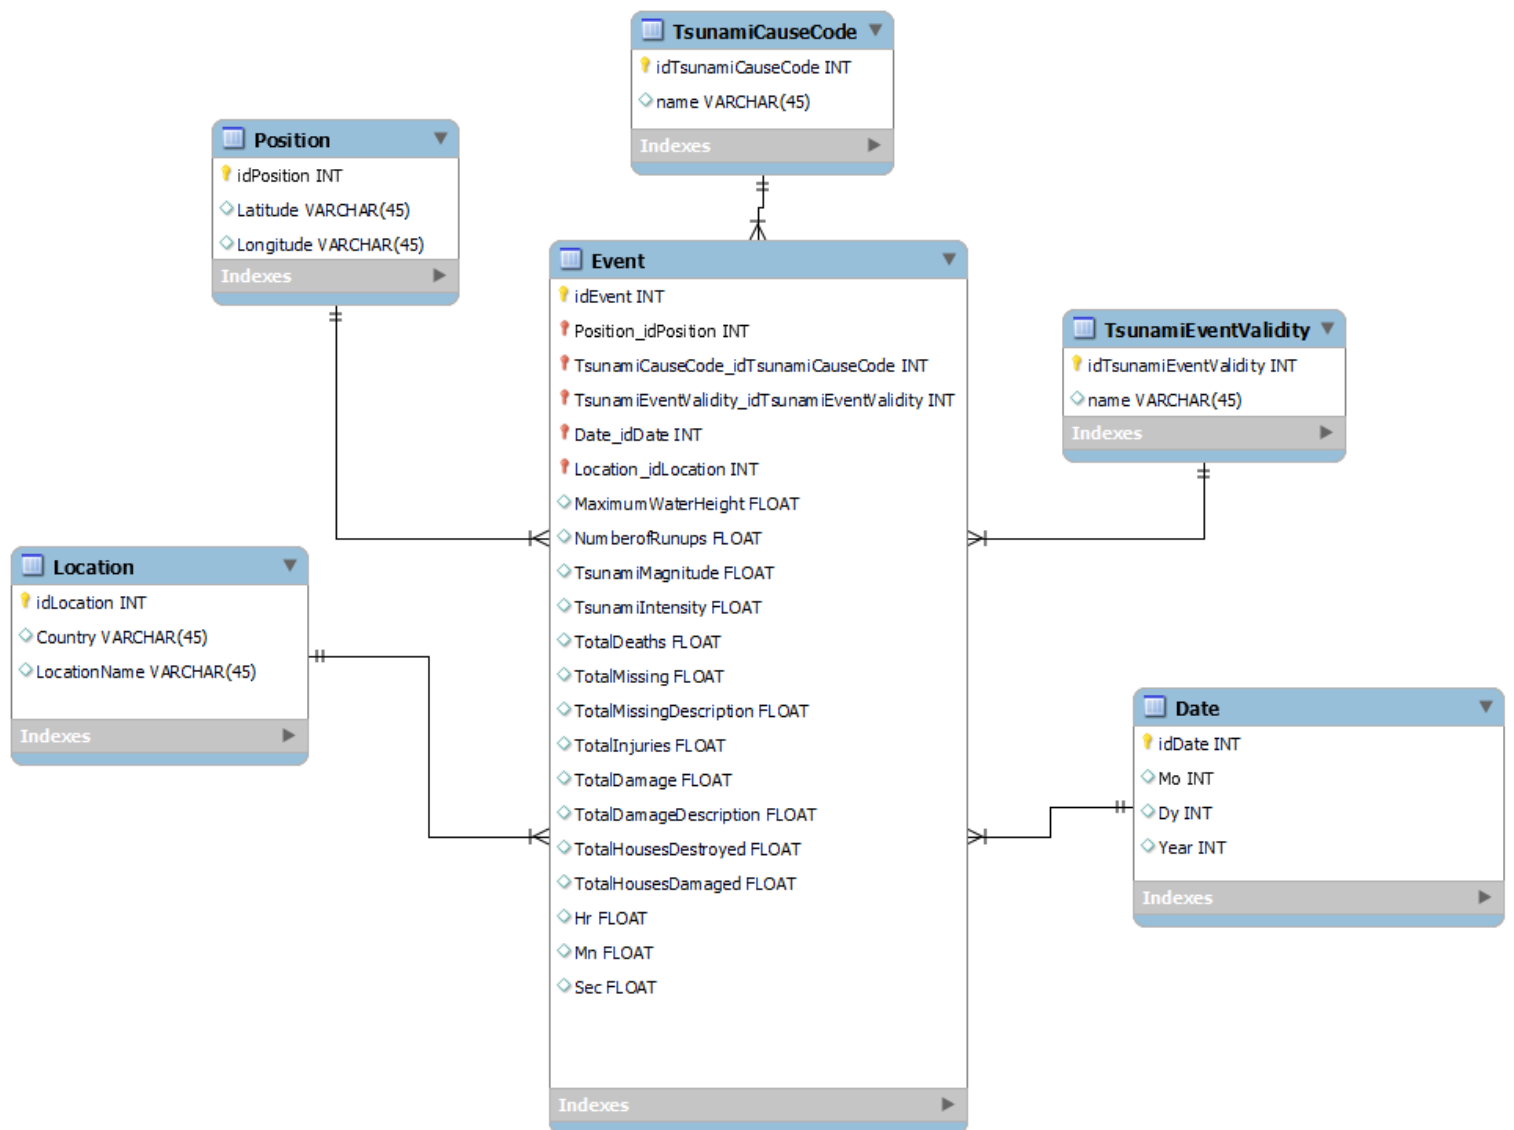 TsunamiCauseCode
idTsunamiCauseCode INT
name VARCHAR(45)
Indexes
Position
idPosition INT
Latitude VARCHAR(45)
Longitude VARCHAR(45)
Indexes
Event
idEvent INT
Position_idPosition INT
TsunamiCauseCode_idTsunamiCauseCode INT
TsunamiEventValidity_idTsunamiEventValidity INT
Date_idDate INT
Location_idLocation INT
MaximumWaterHeight FLOAT
NumberofRunups FLOAT
TsunamiMagnitude FLOAT
TsunamiIntensity FLOAT
TotalDeaths FLOAT
TotalMissing FLOAT
TotalMissingDescription FLOAT
TotalInjuries FLOAT
TotalDamage FLOAT
TotalDamageDescription FLOAT
TotalHousesDestroyed FLOAT
TotalHousesDamaged FLOAT
Hr FLOAT
Mn FLOAT
Sec FLOAT
Indexes
TsunamiEventValidity
idTsunamiEventValidity INT
name VARCHAR(45)
Indexes
Location
idLocation INT
Country VARCHAR(45)
LocationName VARCHAR(45)
Indexes
Date
idDate INT
Mo INT
Dy INT
Year INT
Indexes